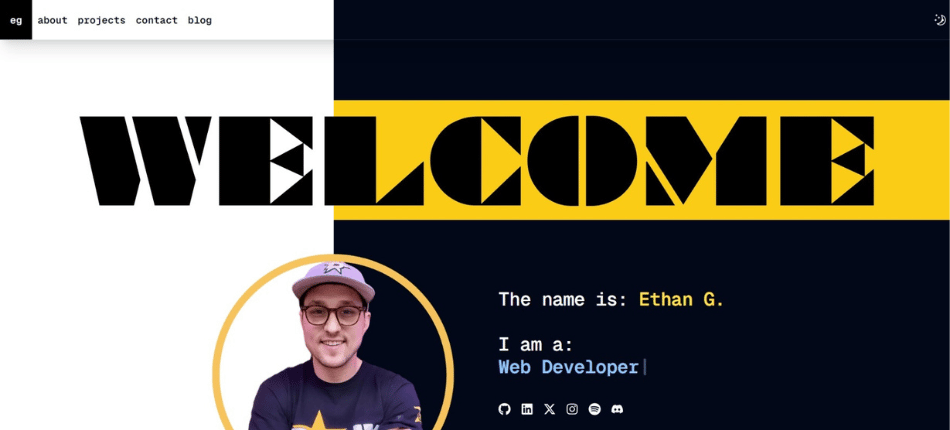 eg about projects contact blog
WELCOME
The name is: Ethan G.
I am a:
Web Developer